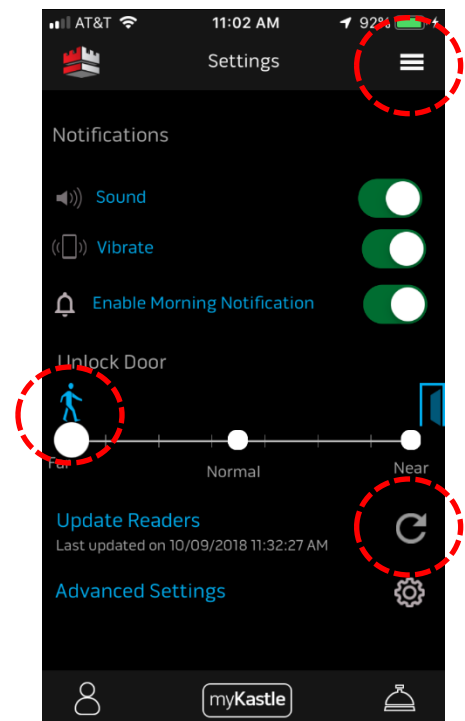 AT&T 11:02 AM 92%
Settings
Notifications
Sound
Vibrate
Enable Morning Notification
Unlock Door
Far Normal Near
Update Readers
Last updated on 10/09/2018 11:32:27 AM
Advanced Settings
myKastle